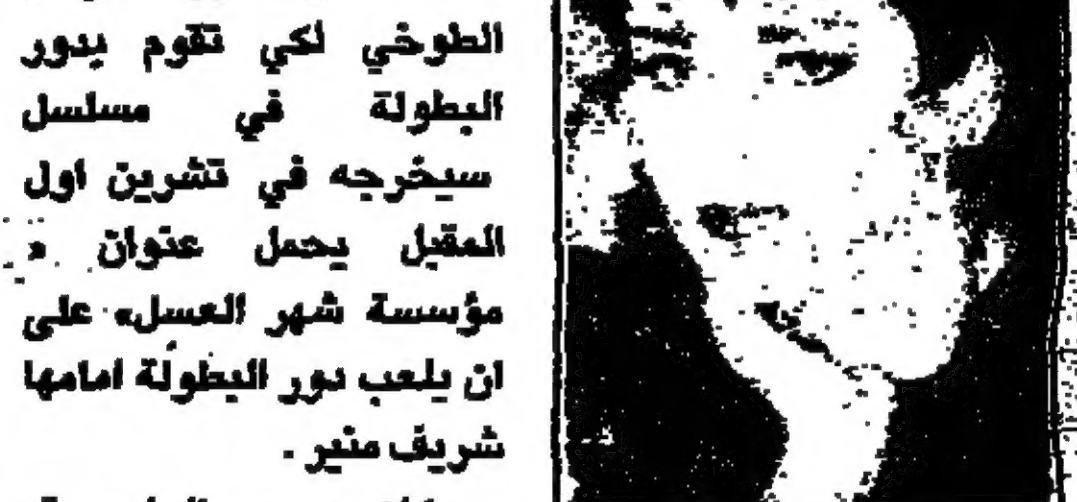 الطوخي لكي تقوم بدور
البطولة في مسلسل
سيخرجه في تشرين اول
المقبل يحمل عنوان «
مؤسسة شهر العسل» على
ان يلعب دور البطولة امامها
شريف منير .